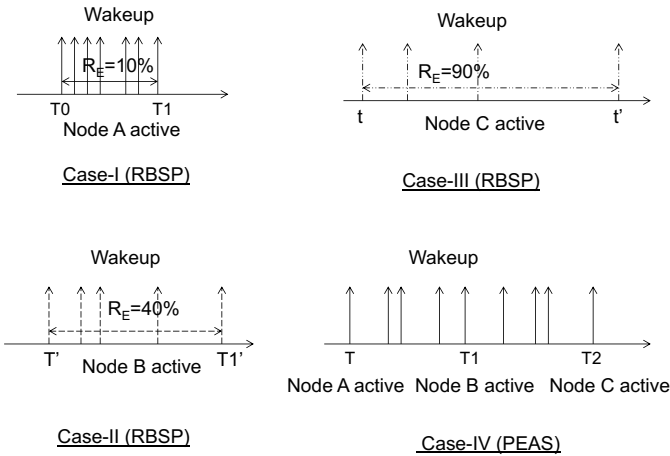 Wakeup
R_E=10%
T0 T1
Node A active
Case-I (RBSP)
Wakeup
R_E=90%
t t'
Node C active
Case-III (RBSP)
Wakeup
R_E=40%
T' T1'
Node B active
Case-II (RBSP)
Wakeup
T T1 T2
Node A active Node B active Node C active
Case-IV (PEAS)